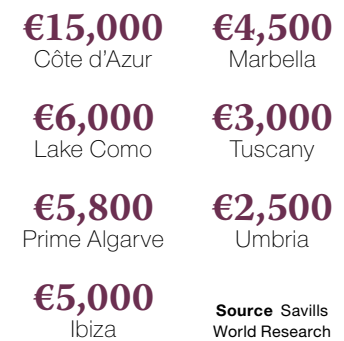 €15,000
Côte d'Azur
€6,000
Lake Como
€5,800
Prime Algarve
€5,000
Ibiza
€4,500
Marbella
€3,000
Tuscany
€2,500
Umbria
Source Savills
World Research